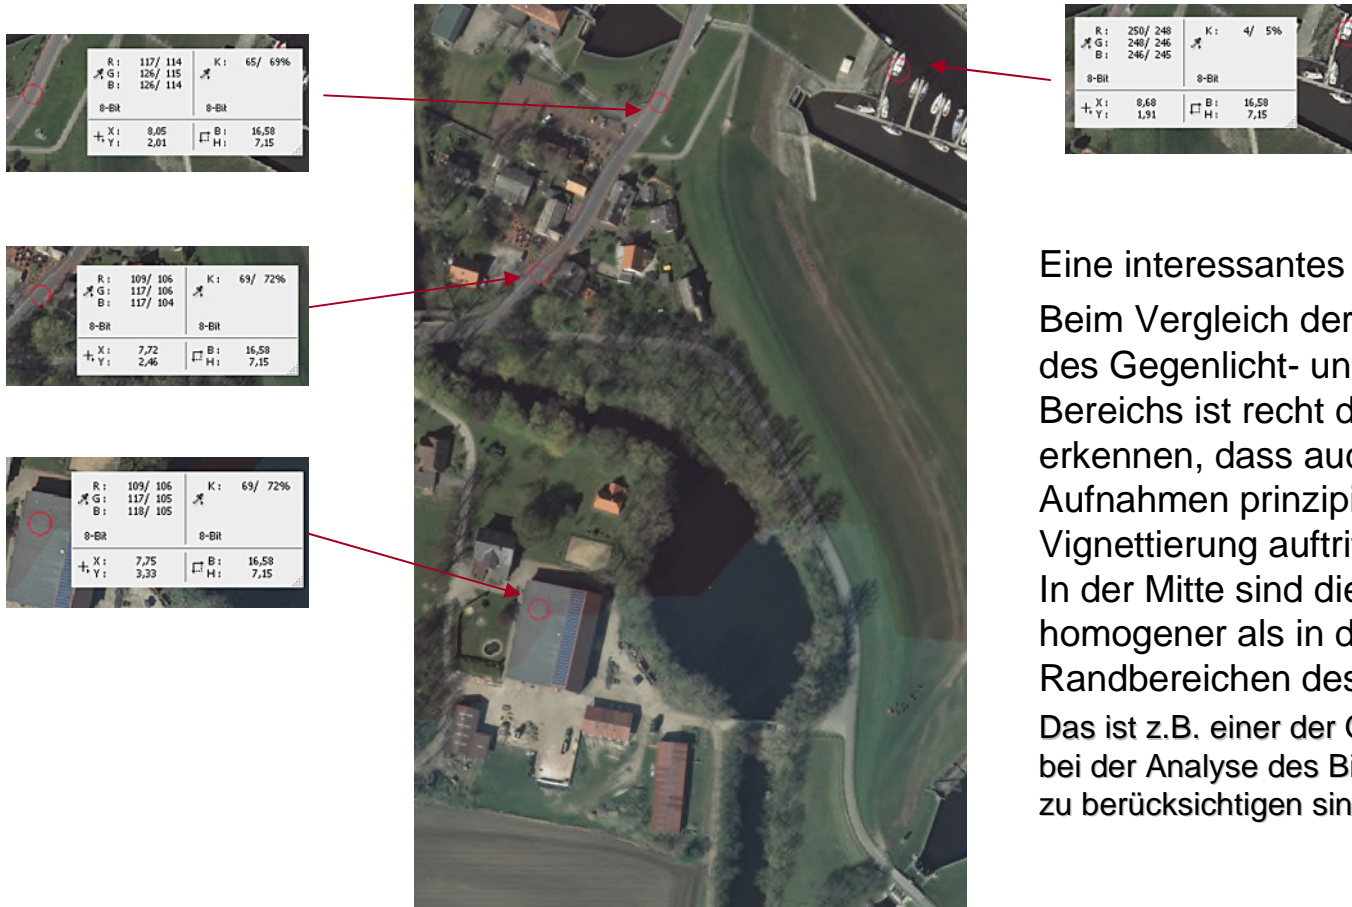 R: 117/ 114 K: 65/ 69%
G: 126/ 115
B: 126/ 114
8-Bit 8-Bit
X: 8,05 B: 16,58
Y: 2,01 H: 7,15
R: 109/ 106 K: 69/ 72%
G: 117/ 106
B: 117/ 104
8-Bit 8-Bit
X: 7,72 B: 16,58
Y: 2,46 H: 7,15
R: 109/ 106 K: 69/ 72%
G: 117/ 105
B: 118/ 105
8-Bit 8-Bit
X: 7,75 B: 16,58
Y: 3,33 H: 7,15
R: 250/ 248 K: 4/ 5%
G: 248/ 246
B: 246/ 245
8-Bit 8-Bit
X: 8,68 B: 16,58
Y: 1,91 H: 7,15
Eine interessantes
Beim Vergleich der
des Gegenlicht- un
Bereichs ist recht d
erkennen, dass auc
Aufnahmen prinzipi
Vignettierung auftri
In der Mitte sind die
homogener als in d
Randbereichen des
Das ist z.B. einer der
bei der Analyse des Bi
zu berücksichtigen sin